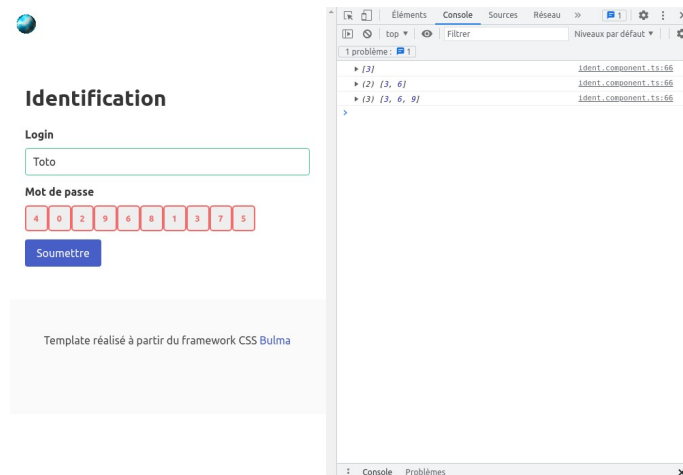 Identification
Login
Toto
Mot de passe
4 0 2 9 6 8 1 3 7 5
Soumettre
Template réalisé à partir du framework CSS Bulma
Éléments Console Sources Réseau » 1
top ▼ Filtrer Niveaux par défaut ▼
1 problème : 1
▶ [3] ident.component.ts:66
▶ (2) [3, 6] ident.component.ts:66
▶ (3) [3, 6, 9] ident.component.ts:66
>
Console Problèmes